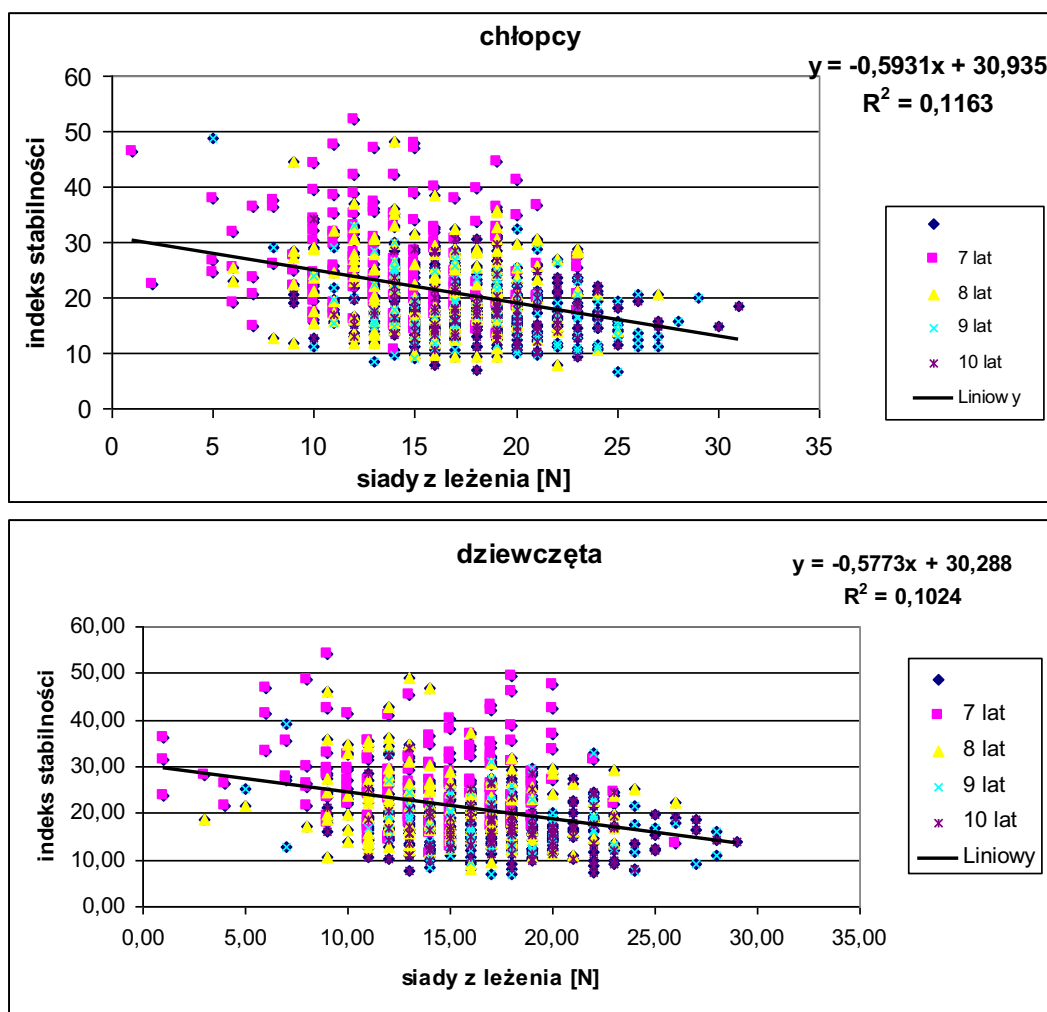 chłopcy
y = -0,5931x + 30,935
R² = 0,1163
60
50
40
30
20
10
0
indeks stabilności
0 5 10 15 20 25 30 35
siady z leżenia [N]
7 lat
8 lat
9 lat
10 lat
Liniowy
dziewczęta
y = -0,5773x + 30,288
R² = 0,1024
60,00
50,00
40,00
30,00
20,00
10,00
0,00
indeks stabilności
0,00 5,00 10,00 15,00 20,00 25,00 30,00 35,00
siady z leżenia [N]
7 lat
8 lat
9 lat
10 lat
Liniowy